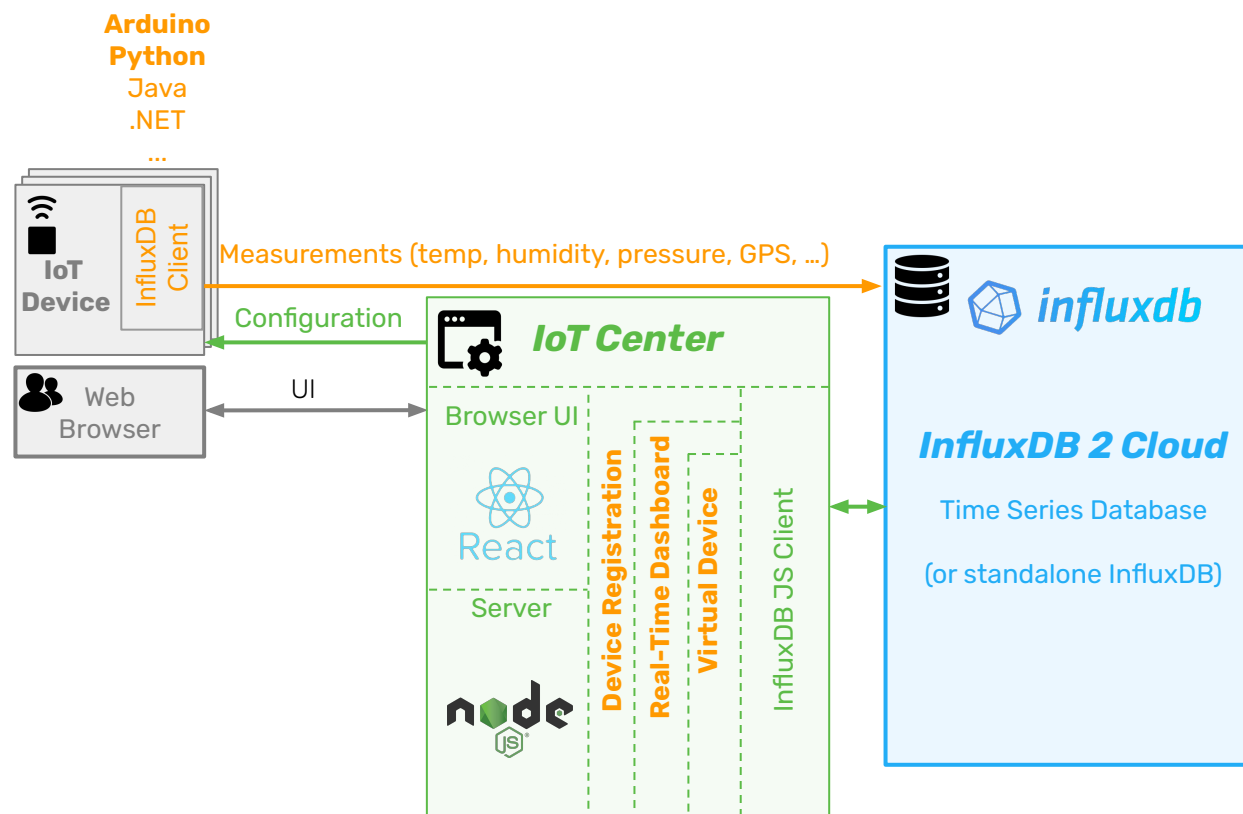 Arduino
Python
Java
.NET
...
IoT
Device
InfluxDB
Client
Measurements (temp, humidity, pressure, GPS, ...)
Configuration
Web
Browser
UI
IoT Center
Browser UI
React
Server
node
JS
®
Device Registration
Real-Time Dashboard
Virtual Device
InfluxDB JS Client
influxdb
InfluxDB 2 Cloud
Time Series Database
(or standalone InfluxDB)